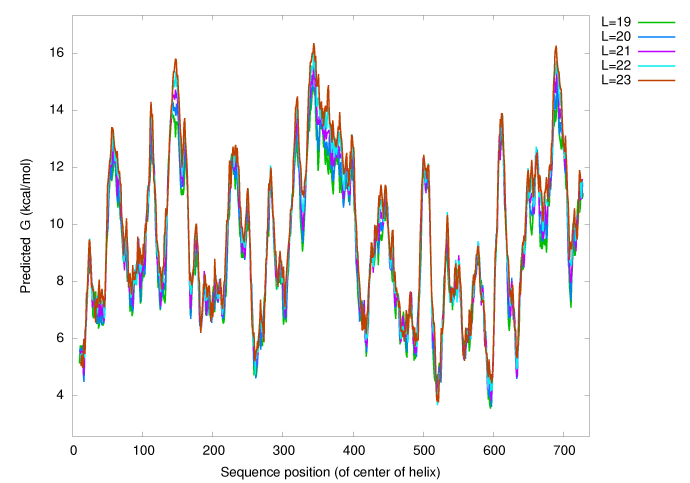 L=19
L=20
L=21
L=22
L=23
16
14
12
10
8
6
4
Predicted G (kcal/mol)
0 100 200 300 400 500 600 700
Sequence position (of center of helix)